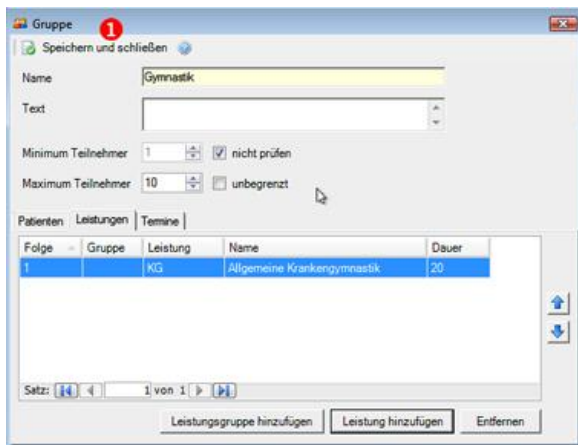 Gruppe
1
Speichern und schließen
Name Gymnastik
Text
Minimum Teilnehmer 1 nicht prüfen
Maximum Teilnehmer 10 unbegrenzt
Patienten Leistungen Termine
Folge Gruppe Leistung Name Dauer
1 KG Allgemeine Krankengymnastik 20
Satz: 1 von 1
Leistungsgruppe hinzufügen Leistung hinzufügen Entfernen